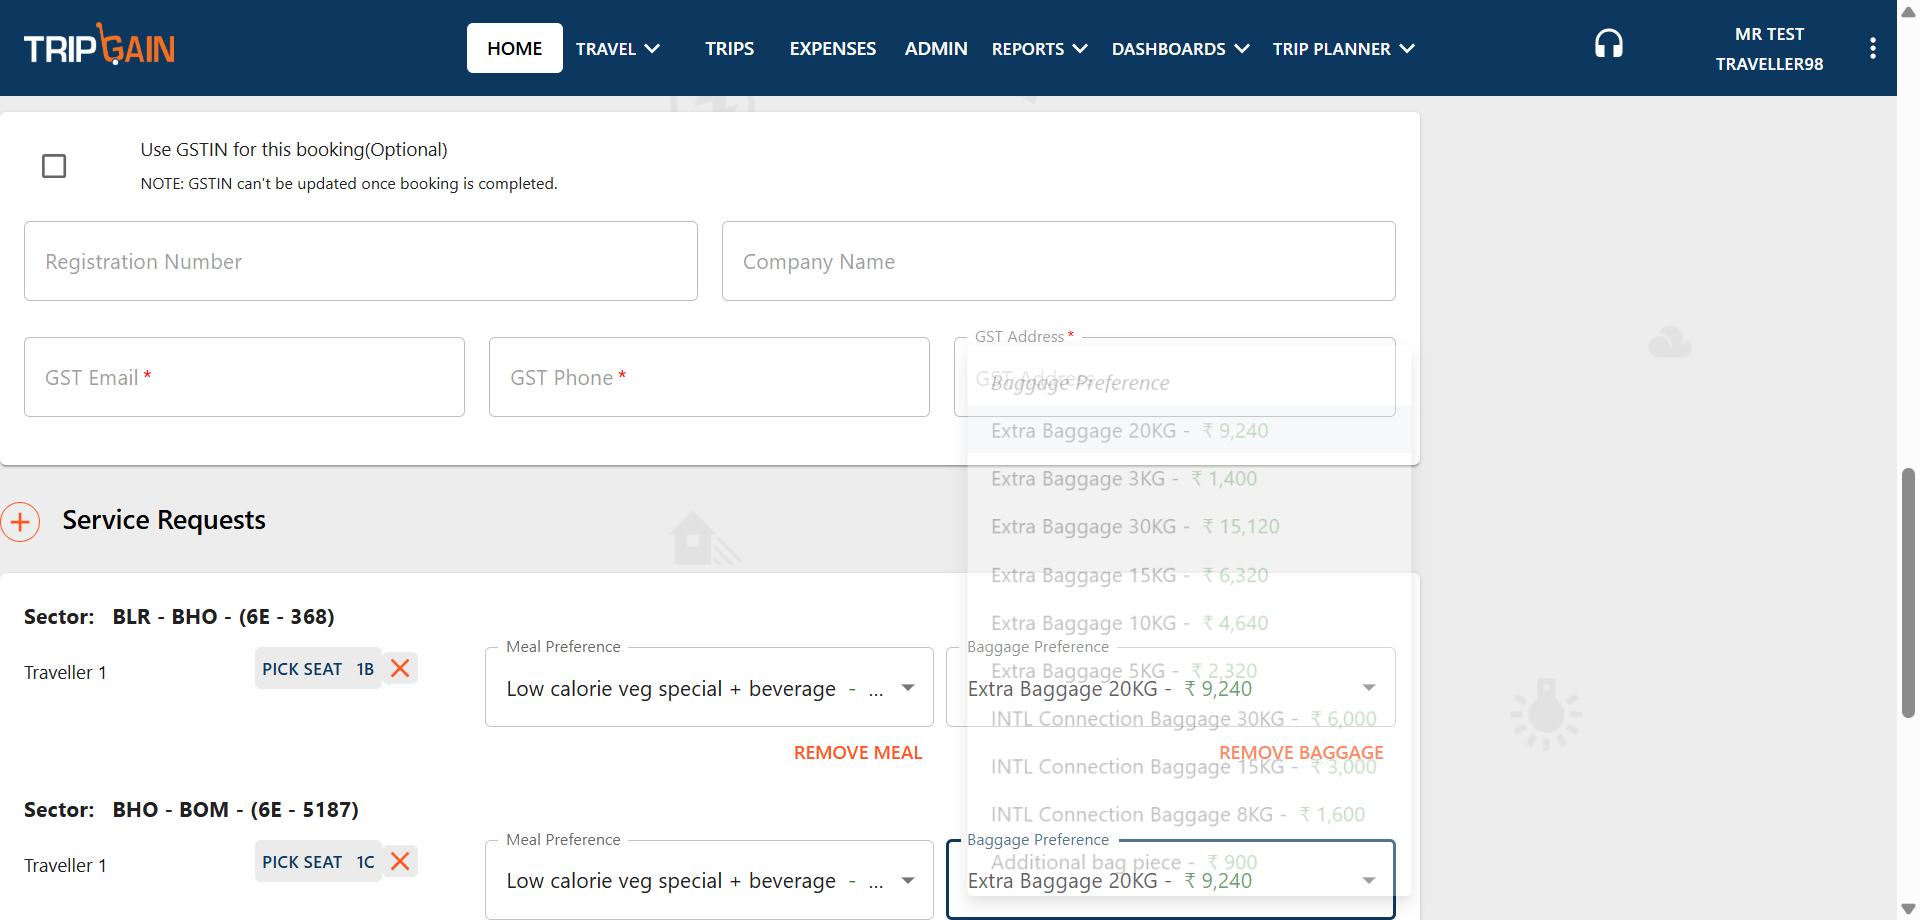 TRIPGAIN
HOME
TRAVEL
TRIPS
EXPENSES
ADMIN
REPORTS
DASHBOARDS
TRIP PLANNER
MR TEST
TRAVELLER98
Use GSTIN for this booking(Optional)
NOTE: GSTIN can't be updated once booking is completed.
Registration Number
Company Name
GST Email *
GST Phone *
GST Address *
GST Address
Baggage Preference
Extra Baggage 20KG - ₹ 9,240
Extra Baggage 3KG - ₹ 1,400
Extra Baggage 30KG - ₹ 15,120
Extra Baggage 15KG - ₹ 6,320
Extra Baggage 10KG - ₹ 4,640
Extra Baggage 5KG - ₹ 2,320
INTL Connection Baggage 30KG - ₹ 6,000
INTL Connection Baggage 15KG - ₹ 3,000
INTL Connection Baggage 8KG - ₹ 1,600
Additional bag piece - ₹ 900
Service Requests
Sector: BLR - BHO - (6E - 368)
Traveller 1
PICK SEAT 1B
Meal Preference
Low calorie veg special + beverage - ...
REMOVE MEAL
Baggage Preference
Extra Baggage 20KG - ₹ 9,240
REMOVE BAGGAGE
Sector: BHO - BOM - (6E - 5187)
Traveller 1
PICK SEAT 1C
Meal Preference
Low calorie veg special + beverage - ...
Baggage Preference
Extra Baggage 20KG - ₹ 9,240